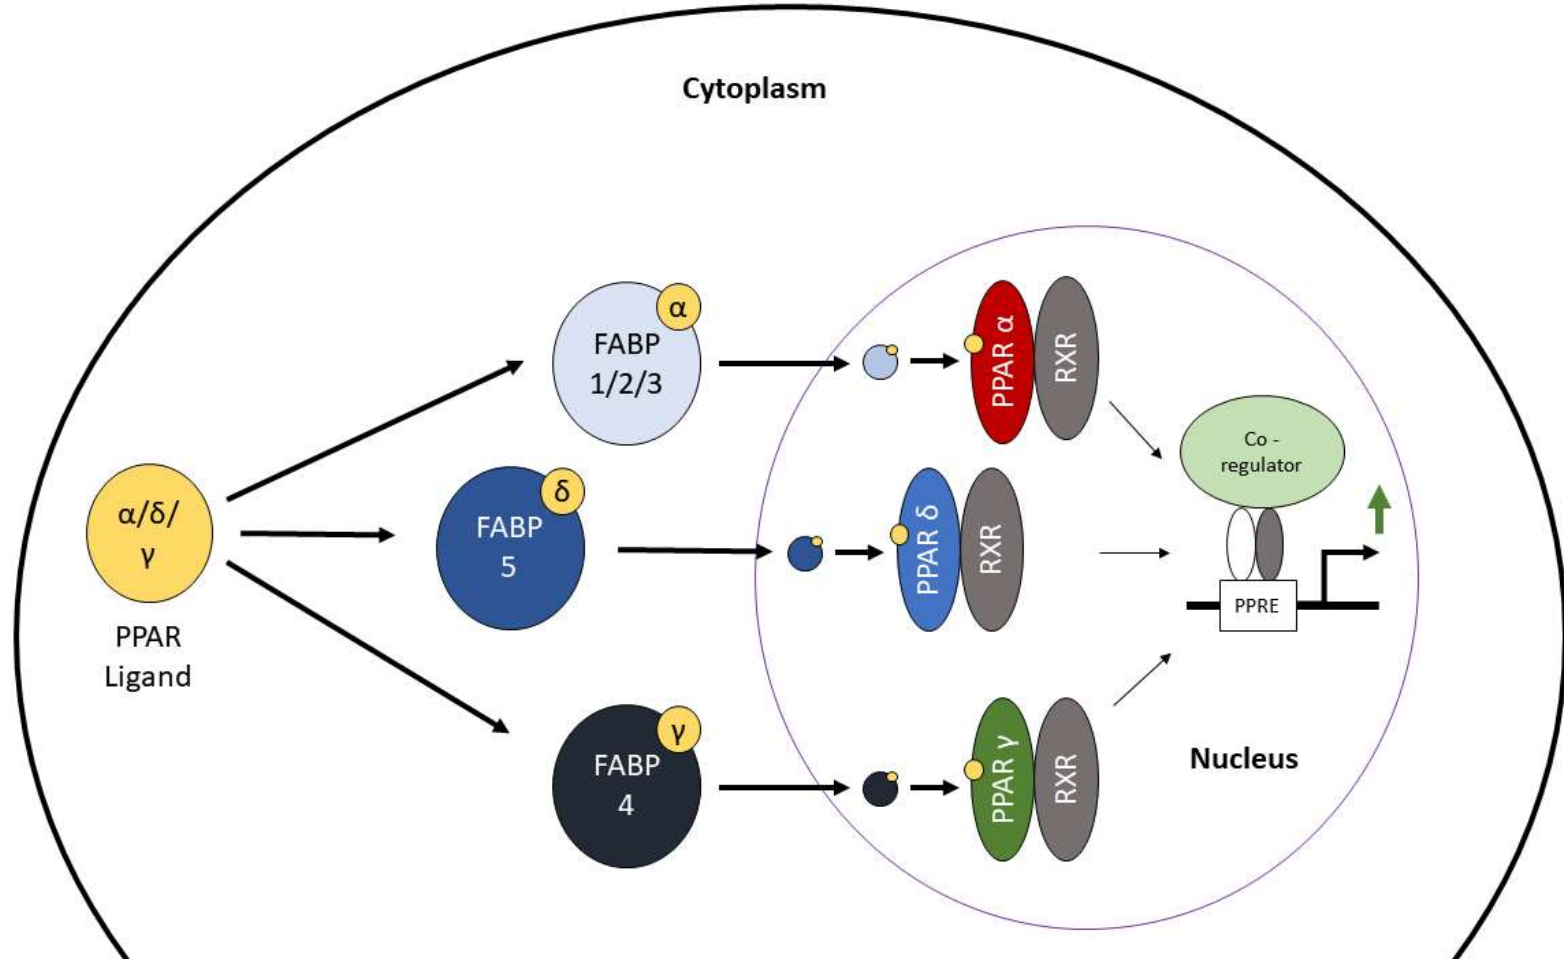 Cytoplasm
α/δ/
γ
PPAR
Ligand
α
FABP
1/2/3
δ
FABP
5
γ
FABP
4
PPAR α
RXR
PPAR δ
RXR
PPAR γ
RXR
Co -
regulator
PPRE
Nucleus